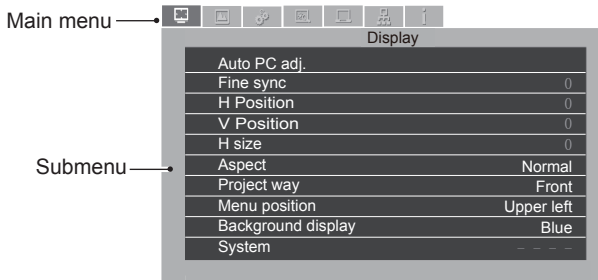 Main menu
Display
Auto PC adj.
Fine sync 0
H Position 0
V Position 0
H size 0
Submenu
Aspect Normal
Project way Front
Menu position Upper left
Background display Blue
System – – – –